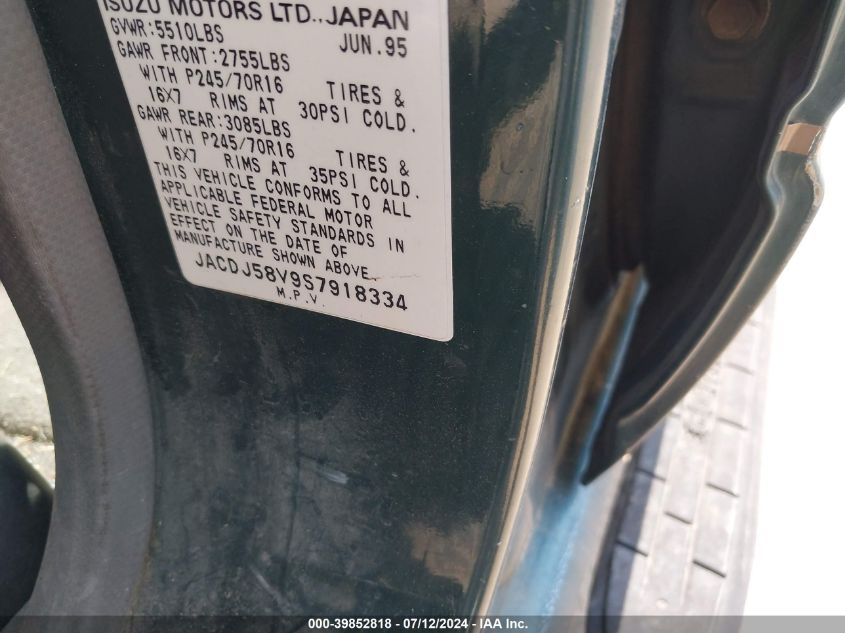 ISUZU MOTORS LTD., JAPAN
GVWR:5510LBS JUN.95
GAWR FRONT:2755LBS
WITH P245/70R16 TIRES &
16X7 RIMS AT 30PSI COLD.
GAWR REAR:3085LBS
WITH P245/70R16 TIRES &
16X7 RIMS AT 35PSI COLD.
THIS VEHICLE CONFORMS TO ALL
APPLICABLE FEDERAL MOTOR
VEHICLE SAFETY STANDARDS IN
EFFECT ON THE DATE OF
MANUFACTURE SHOWN ABOVE
JACDJ58V9S7918334
M.P.V.
000-39852818 - 07/12/2024 - IAA Inc.